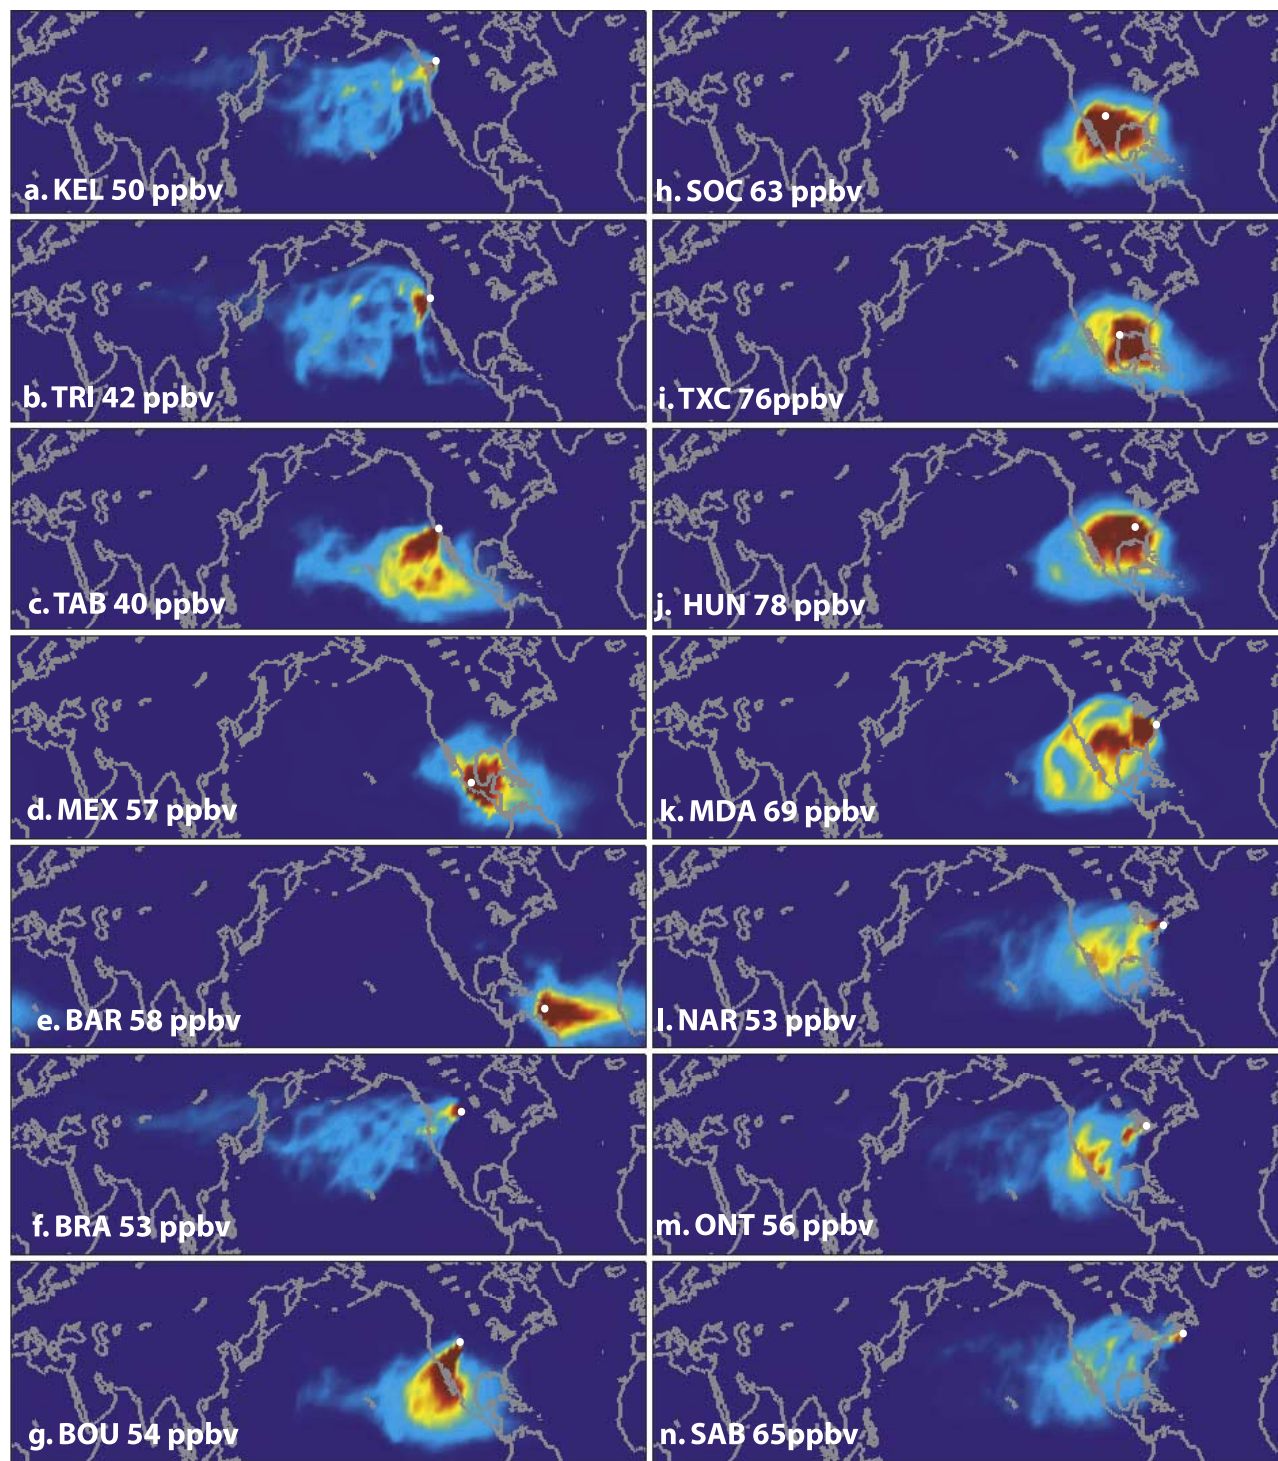 a. KEL 50 ppbv
b. TRI 42 ppbv
c. TAB 40 ppbv
d. MEX 57 ppbv
e. BAR 58 ppbv
f. BRA 53 ppbv
g. BOU 54 ppbv
h. SOC 63 ppbv
i. TXC 76ppbv
j. HUN 78 ppbv
k. MDA 69 ppbv
l. NAR 53 ppbv
m. ONT 56 ppbv
n. SAB 65ppbv